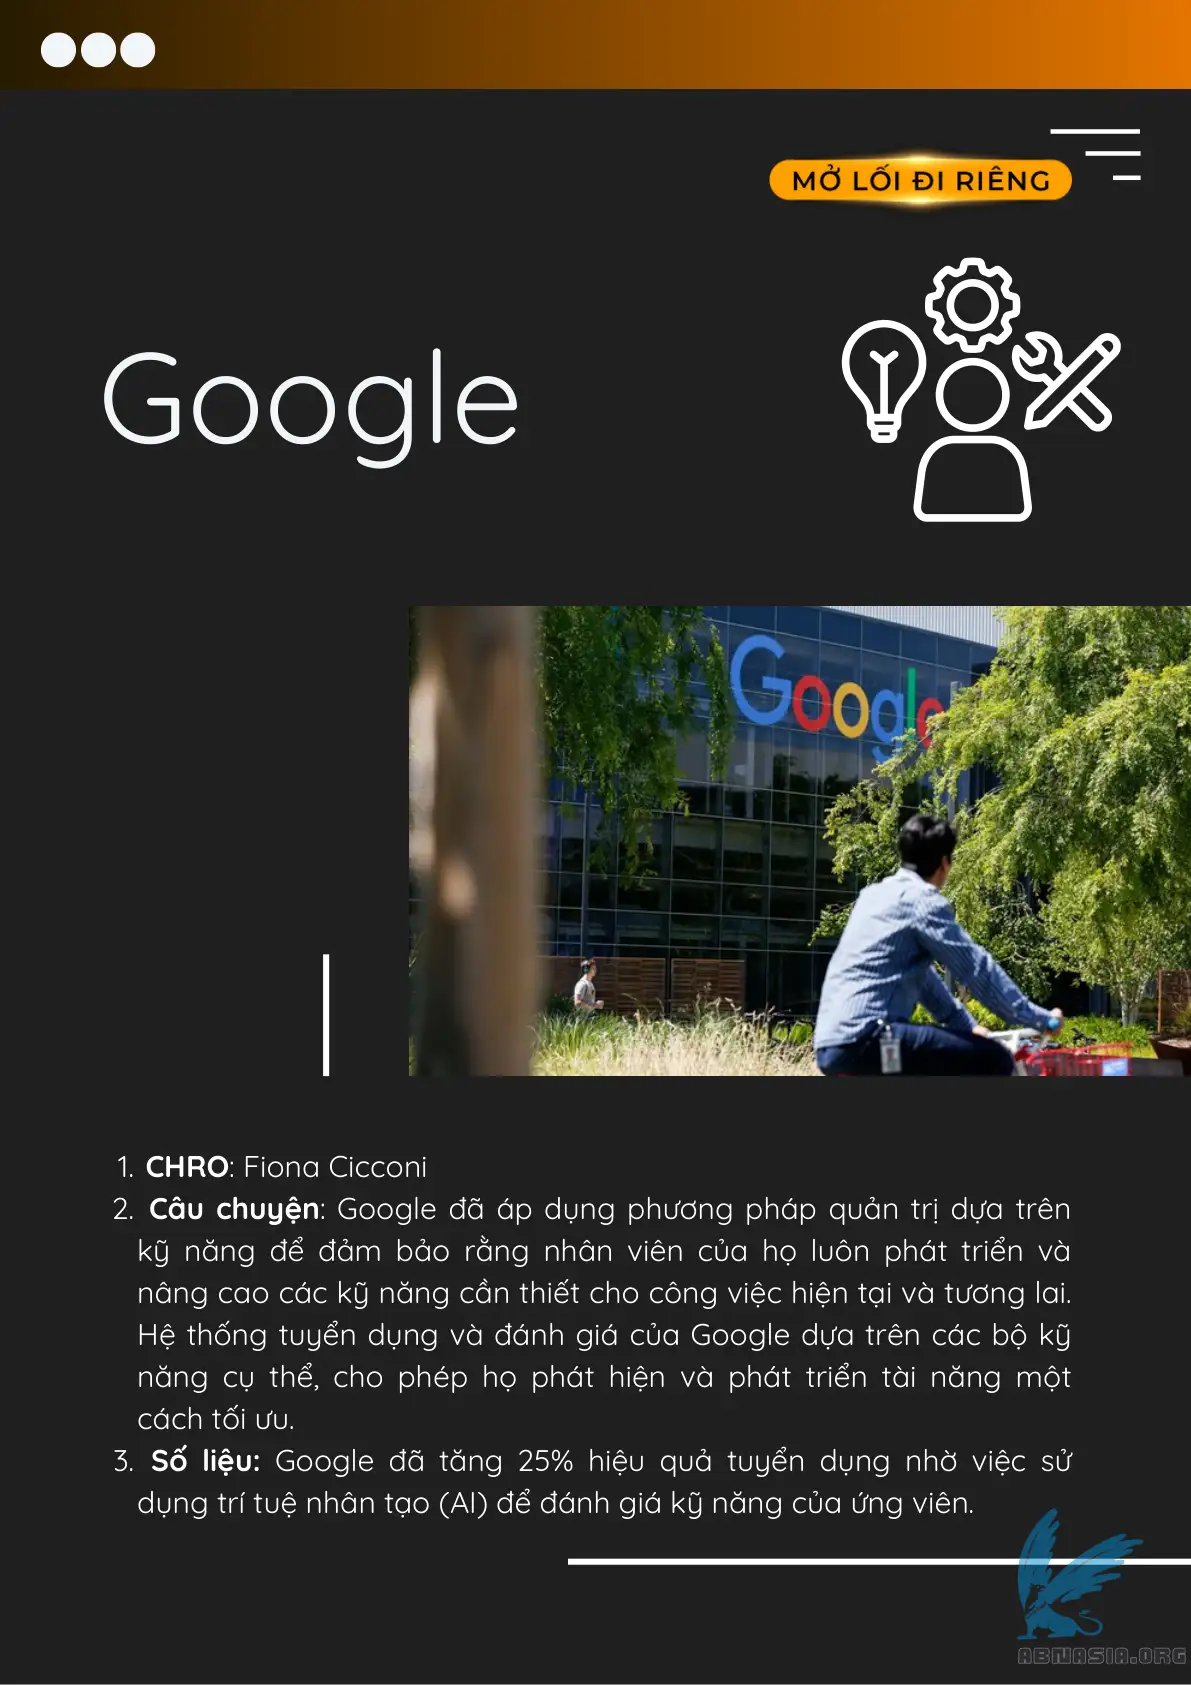 MỞ LỐI ĐI RIÊNG
Google
Google
1. CHRO: Fiona Cicconi
2. Câu chuyện: Google đã áp dụng phương pháp quản trị dựa trên
kỹ năng để đảm bảo rằng nhân viên của họ luôn phát triển và
nâng cao các kỹ năng cần thiết cho công việc hiện tại và tương lai.
Hệ thống tuyển dụng và đánh giá của Google dựa trên các bộ kỹ
năng cụ thể, cho phép họ phát hiện và phát triển tài năng một
cách tối ưu.
3. Số liệu: Google đã tăng 25% hiệu quả tuyển dụng nhờ việc sử
dụng trí tuệ nhân tạo (AI) để đánh giá kỹ năng của ứng viên.
ABNASIA.ORG